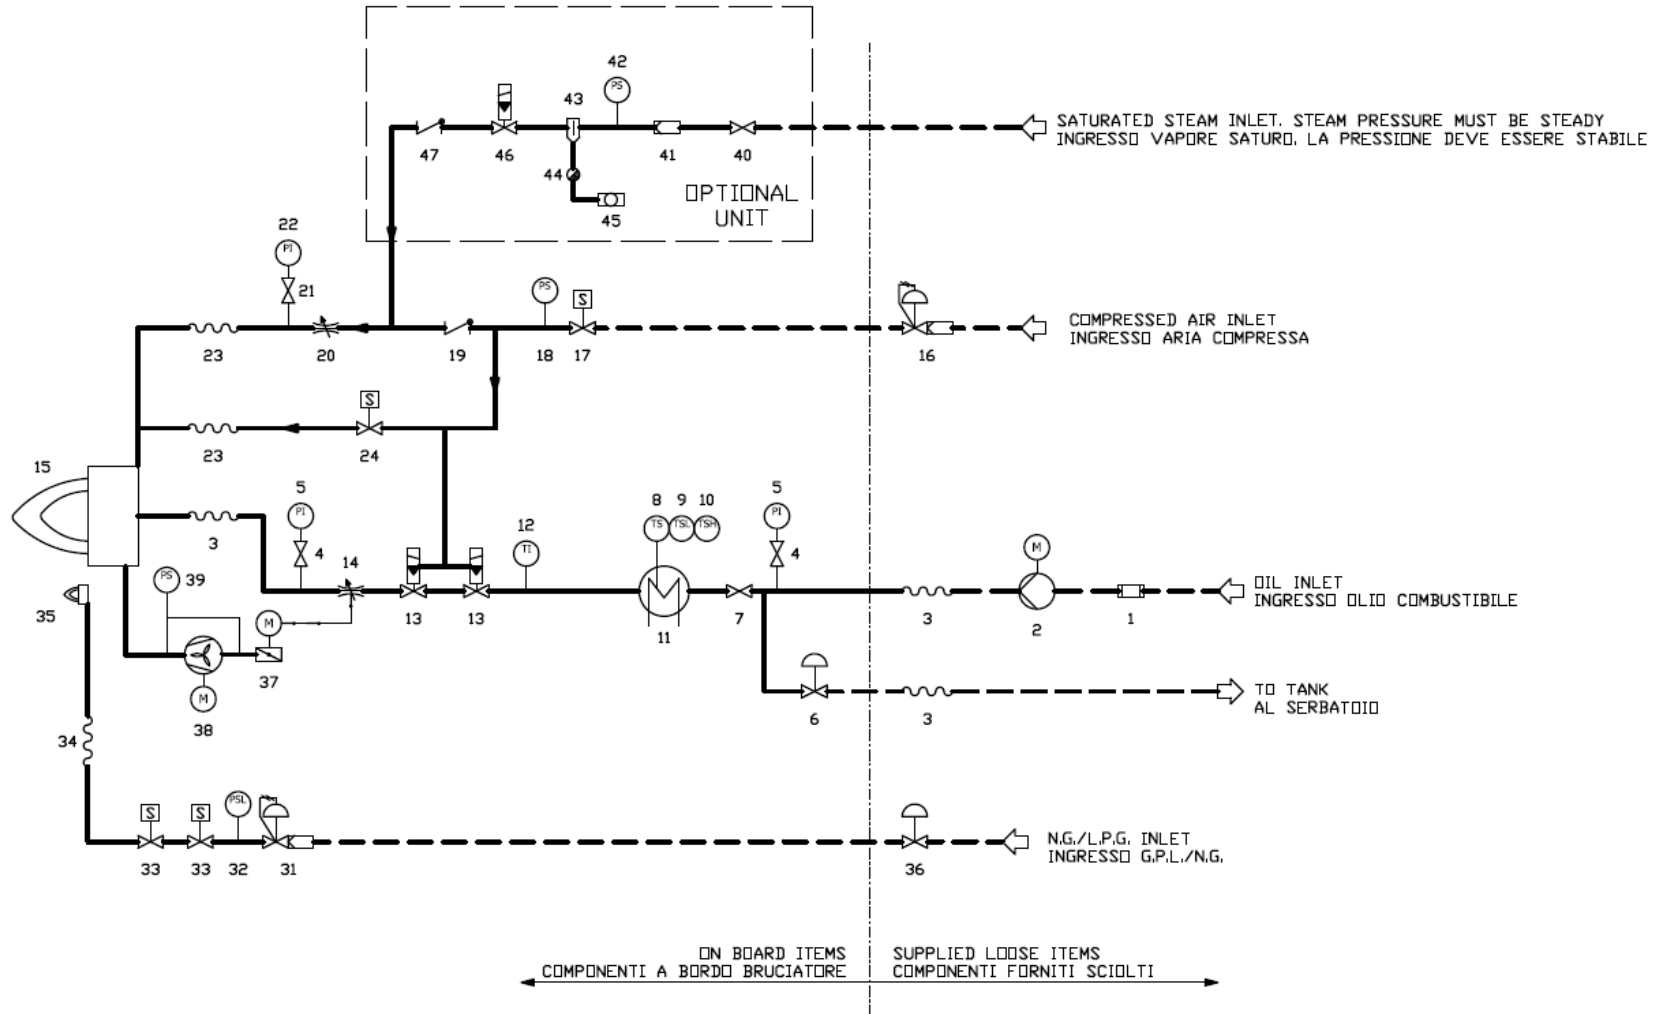 42
PS
43
SATURATED STEAM INLET. STEAM PRESSURE MUST BE STEADY
INGRESSO VAPORE SATURO. LA PRESSIONE DEVE ESSERE STABILE
47
46
41
40
44
45
OPTIONAL
UNIT
22
PI
21
PS
S
COMPRESSED AIR INLET
INGRESSO ARIA COMPRESSA
23
20
19
18
17
16
S
23
24
15
5
PI
8
9
10
5
PI
TS
TSL
TSH
12
TI
M
3
4
14
4
OIL INLET
INGRESSO OLIO COMBUSTIBILE
PS
39
35
M
13
13
11
7
3
2
1
37
M
38
6
3
TO TANK
AL SERBATOIO
34
S
S
PSL
N.G./L.P.G. INLET
INGRESSO G.P.L./N.G.
33
33
32
31
36
ON BOARD ITEMS
COMPONENTI A BORDO BRUCIATORE
SUPPLIED LOOSE ITEMS
COMPONENTI FORNITI SCIOLTI